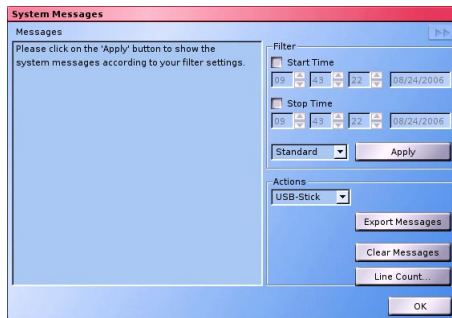 System Messages
Messages
Please click on the 'Apply' button to show the
system messages according to your filter settings.
Filter
Start Time
09 43 22 08/24/2006
Stop Time
09 43 22 08/24/2006
Standard Apply
Actions
USB-Stick
Export Messages
Clear Messages
Line Count...
OK